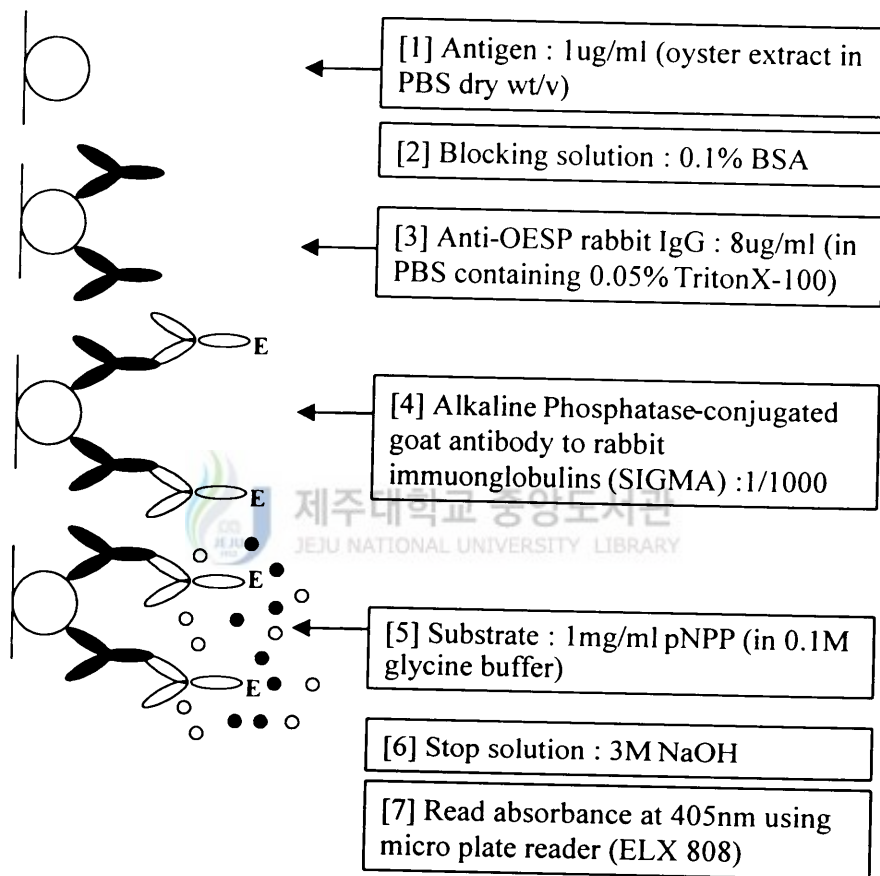 [1] Antigen : 1ug/ml (oyster extract in
PBS dry wt/v)
[2] Blocking solution : 0.1% BSA
[3] Anti-OESP rabbit IgG : 8ug/ml (in
PBS containing 0.05% TritonX-100)
E
[4] Alkaline Phosphatase-conjugated
goat antibody to rabbit
immuonglobulins (SIGMA) :1/1000
E
제주대학교 중앙도서관
JEJU NATIONAL UNIVERSITY LIBRARY
JEJU
1952
E
[5] Substrate : 1mg/ml pNPP (in 0.1M
glycine buffer)
E
[6] Stop solution : 3M NaOH
[7] Read absorbance at 405nm using
micro plate reader (ELX 808)